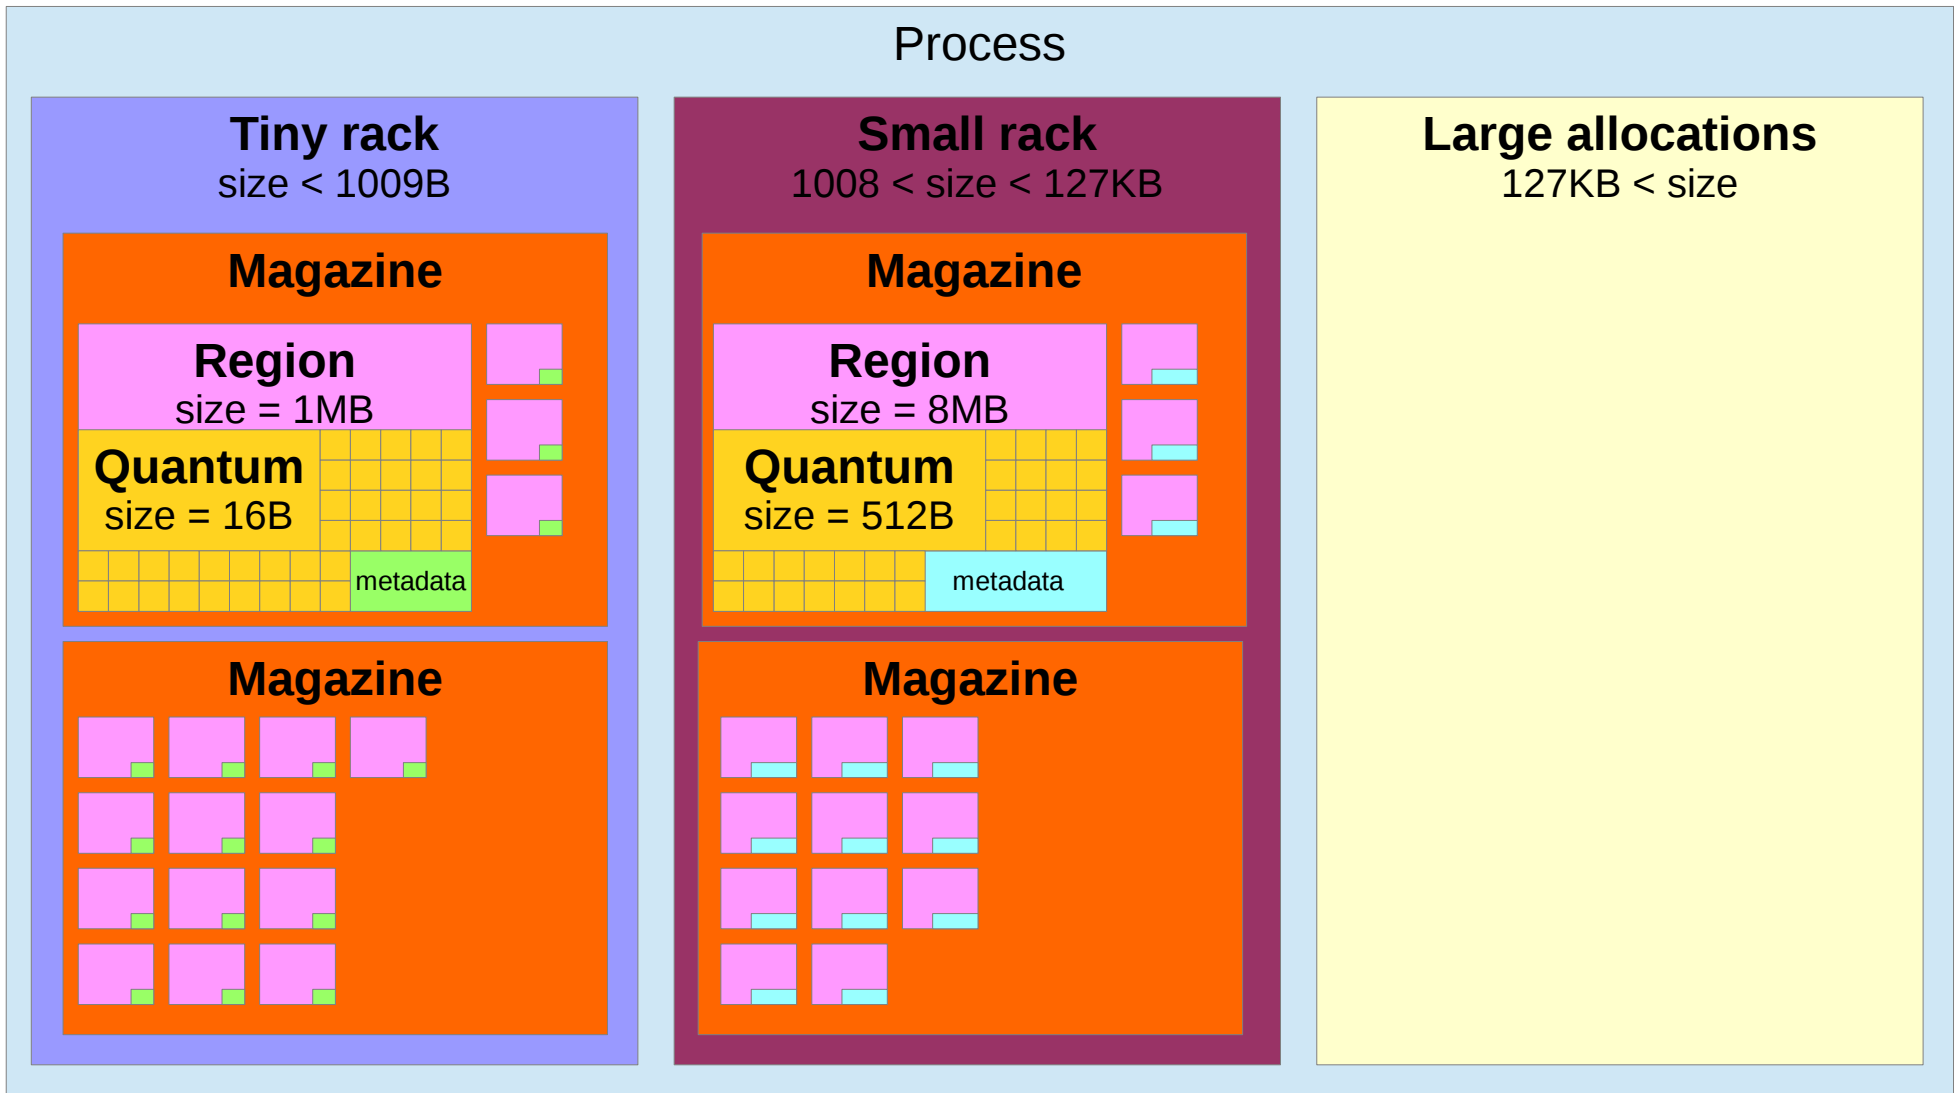 Process
Tiny rack
size < 1009B
Magazine
Region
size = 1MB
Quantum
size = 16B
metadata
Magazine
Small rack
1008 < size < 127KB
Magazine
Region
size = 8MB
Quantum
size = 512B
metadata
Magazine
Large allocations
127KB < size